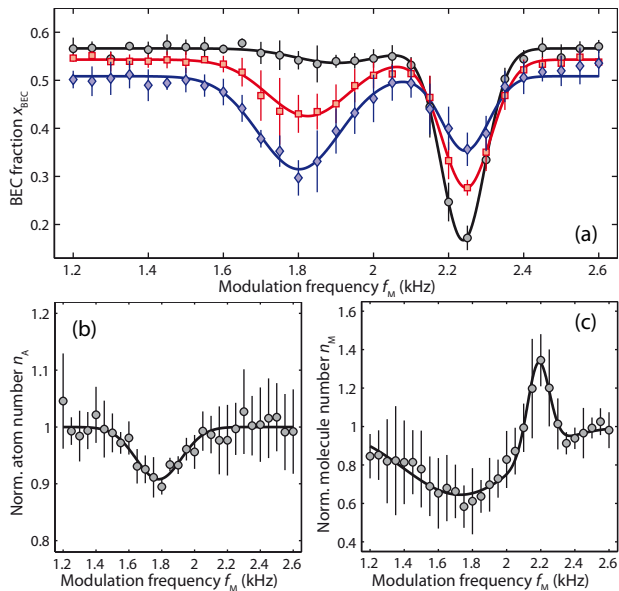 0.6
0.5
0.4
0.3
0.2
BEC fraction x_BEC
(a)
1.2 1.4 1.6 1.8 2 2.2 2.4 2.6
Modulation frequency f_M (kHz)
(b)
1.1
1.0
0.9
0.8
Norm. atom number n_A
1.2 1.4 1.6 1.8 2 2.2 2.4 2.6
Modulation frequency f_M (kHz)
(c)
1.6
1.4
1.2
1.0
0.8
0.6
0.4
Norm. molecule number n_M
1.2 1.4 1.6 1.8 2 2.2 2.4 2.6
Modulation frequency f_M (kHz)